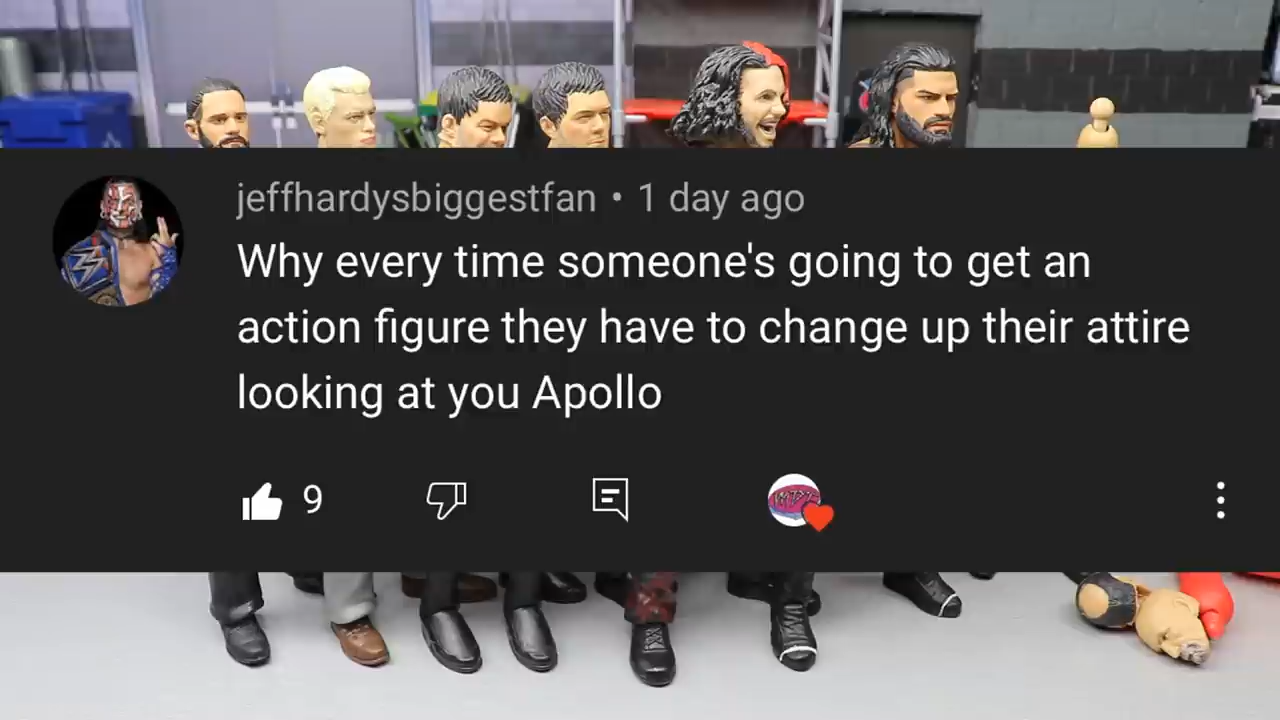 jeffhardysbiggestfan • 1 day ago
Why every time someone's going to get an
action figure they have to change up their attire
looking at you Apollo
9